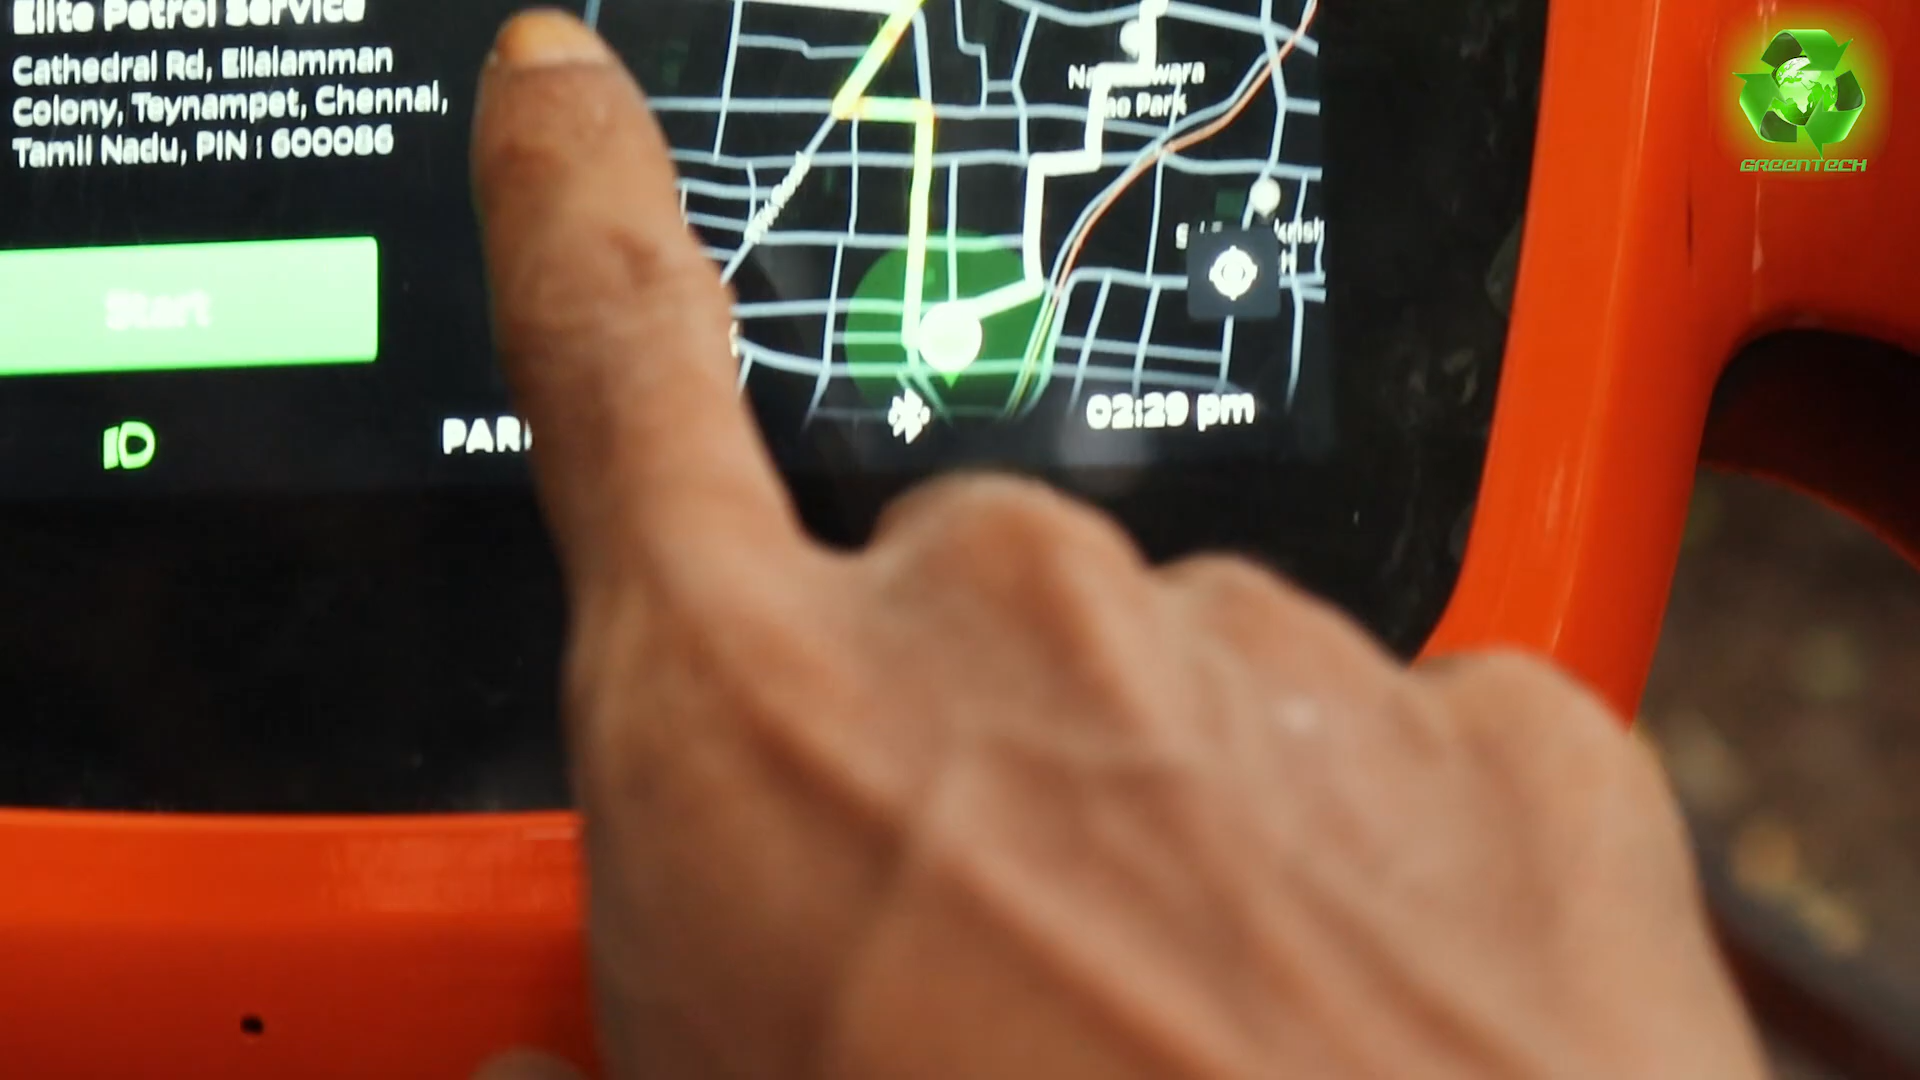 Elite Petrol Service
Cathedral Rd, Ellaiamman
Colony, Teynampet, Chennai,
Tamil Nadu, PIN : 600086
Start
PAR
02:29 pm
Park
GREENTECH